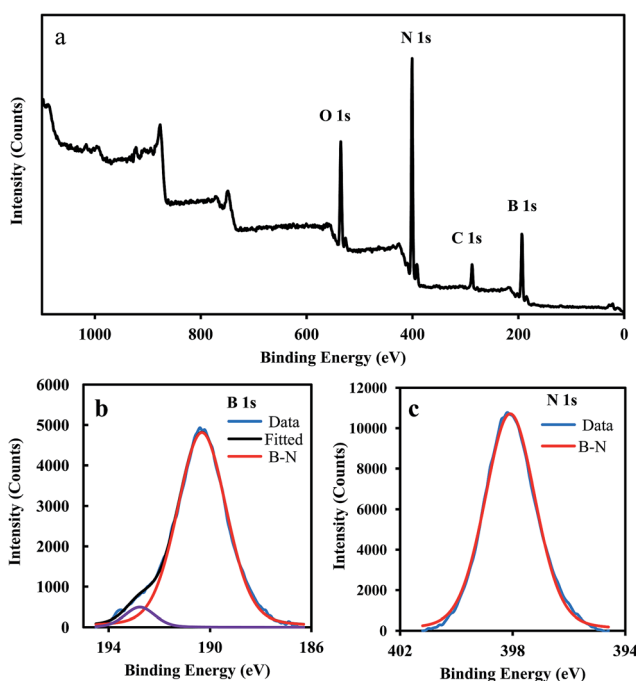 a
N 1s
O 1s
B 1s
C 1s
Intensity (Counts)
1000 800 600 400 200 0
Binding Energy (eV)
b
B 1s
Data
Fitted
B-N
6000
5000
4000
3000
2000
1000
0
Intensity (Counts)
194 190 186
Binding Energy (eV)
c
N 1s
Data
B-N
12000
10000
8000
6000
4000
2000
0
Intensity (Counts)
402 398 394
Binding Energy (eV)